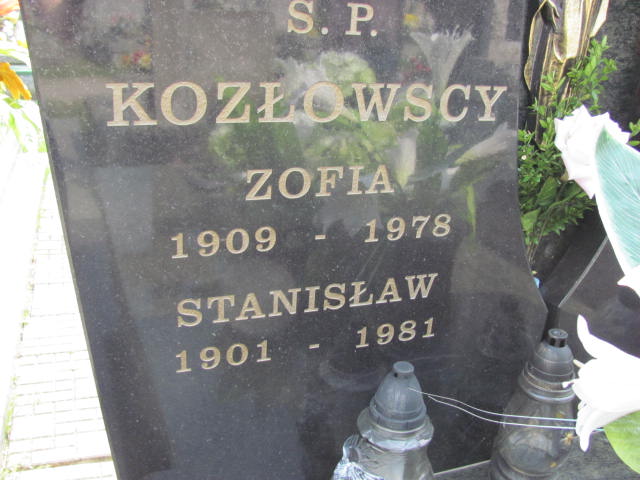 Ś. P.
KOZŁOWSCY
ZOFIA
1909 - 1978
STANISŁAW
1901 - 1981